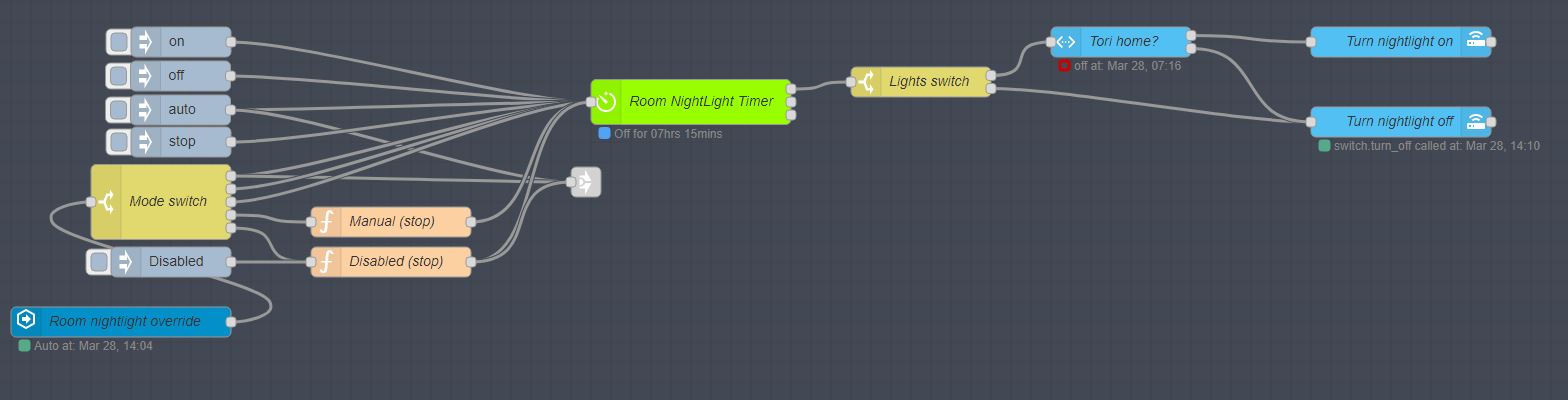 on
off
auto
stop
Mode switch
Disabled
Room nightlight override
Auto at: Mar 28, 14:04
Manual (stop)
Disabled (stop)
Room NightLight Timer
Off for 07hrs 15mins
Lights switch
Tori home?
off at: Mar 28, 07:16
Turn nightlight on
Turn nightlight off
switch.turn_off called at: Mar 28, 14:10